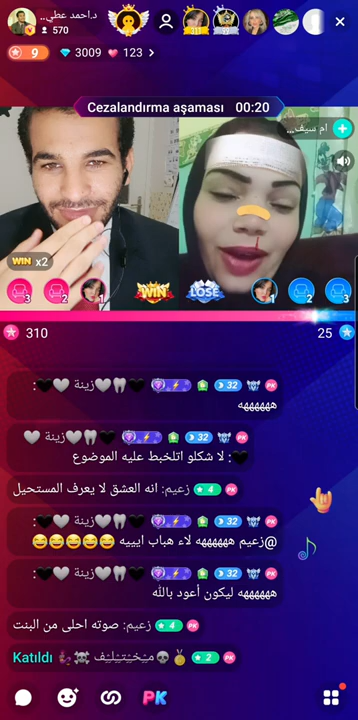 د.احمد عطي..
570
9
3009
123
311
99
Cezalandırma aşaması 00:20
ام سيف...
WIN x2
3 2 1
WIN
LOSE
1 2 3
310
25
PK 32 زينة:
هههههههه
PK 32 زينة
: لا شكلو اتلخبط عليه الموضوع
PK 4 زعيم: انه العشق لا يعرف المستحيل
PK 32 زينة:
@زعيم هههههههه لاء هباب ايييه
PK 32 زينة:
هههههههه ليكون أعود بالله
PK 4 زعيم: صوته احلى من البنت
PK 2 Katıldı
PK